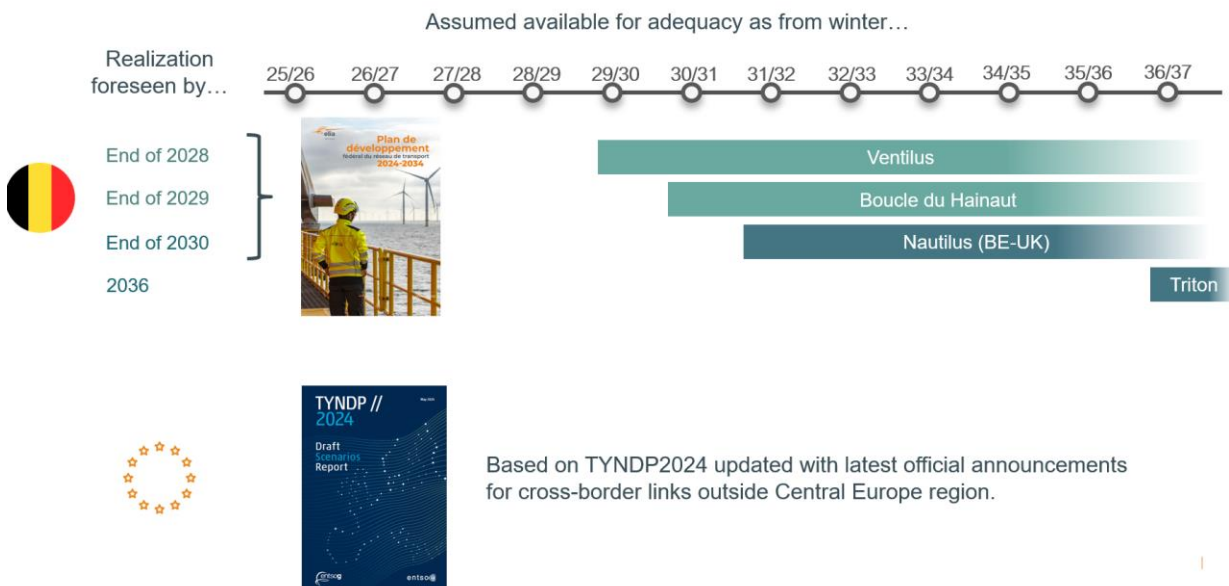 Assumed available for adequacy as from winter…
Realization
foreseen by…
25/26 26/27 27/28 28/29 29/30 30/31 31/32 32/33 33/34 34/35 35/36 36/37
End of 2028
End of 2029
End of 2030
2036
elia
Plan de
développement
fédéral du réseau de transport
2024-2034
Ventilus
Boucle du Hainaut
Nautilus (BE-UK)
Triton
TYNDP //
2024
Draft
Scenarios
Report
entsog
entsoe
Based on TYNDP2024 updated with latest official announcements
for cross-border links outside Central Europe region.